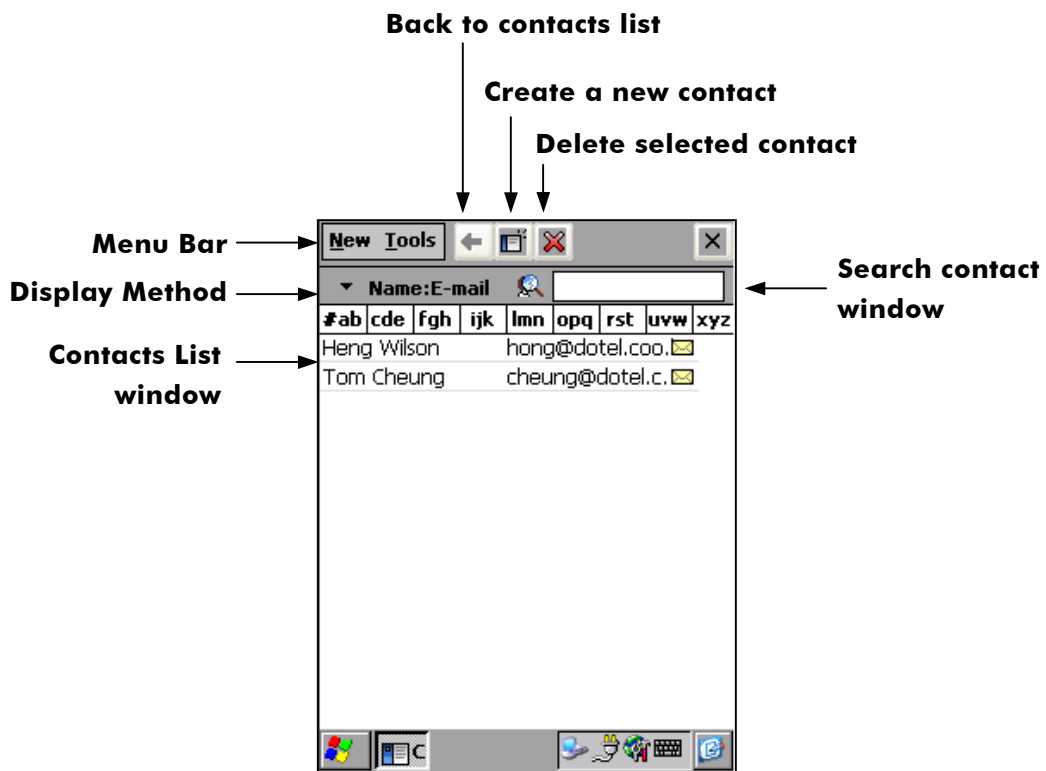 Back to contacts list
Create a new contact
Delete selected contact
Menu Bar
New Tools
Display Method
Name:E-mail
Search contact
window
#ab cde fgh ijk lmn opq rst uvw xyz
Contacts List
window
Heng Wilson hong@dotel.coo.
Tom Cheung cheung@dotel.c.
C